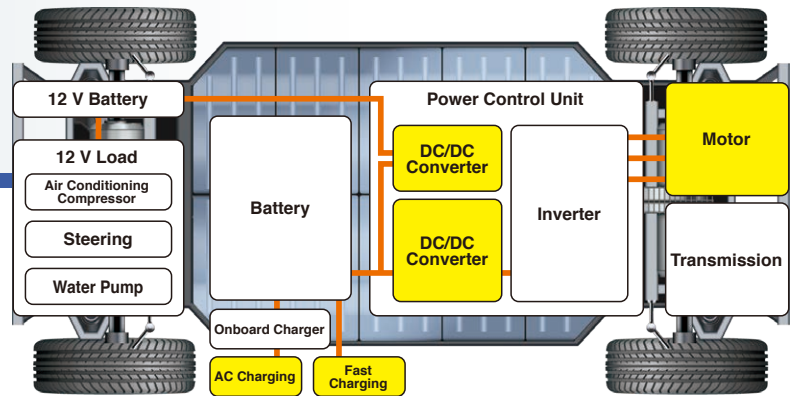 12 V Battery
12 V Load
Air Conditioning
Compressor
Steering
Water Pump
Battery
Onboard Charger
AC Charging
Fast
Charging
Power Control Unit
DC/DC
Converter
DC/DC
Converter
Inverter
Motor
Transmission